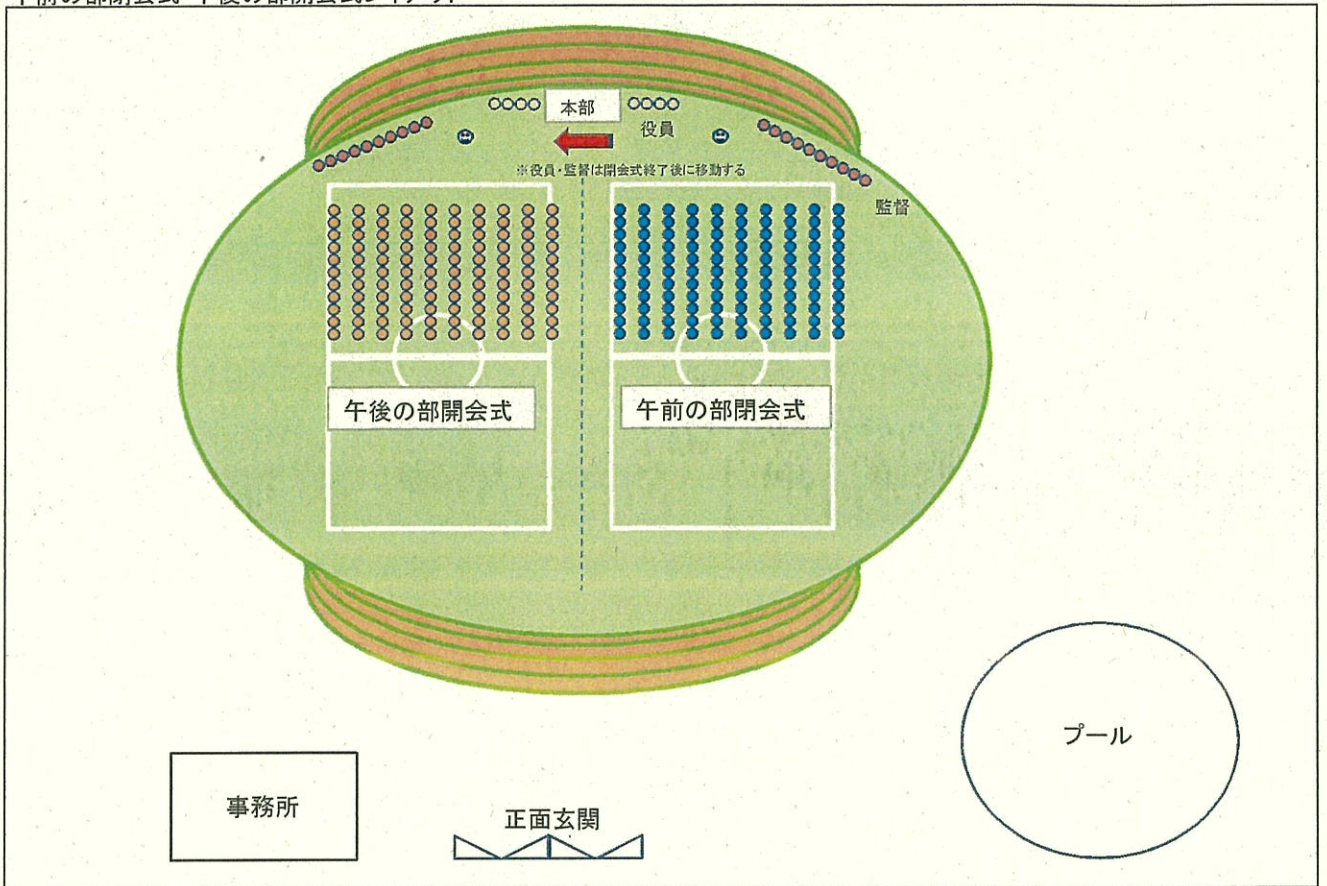 本部
役員
※役員・監督は閉会式終了後に移動する
監督
午後の部開会式
午前の部閉会式
プール
事務所
正面玄関